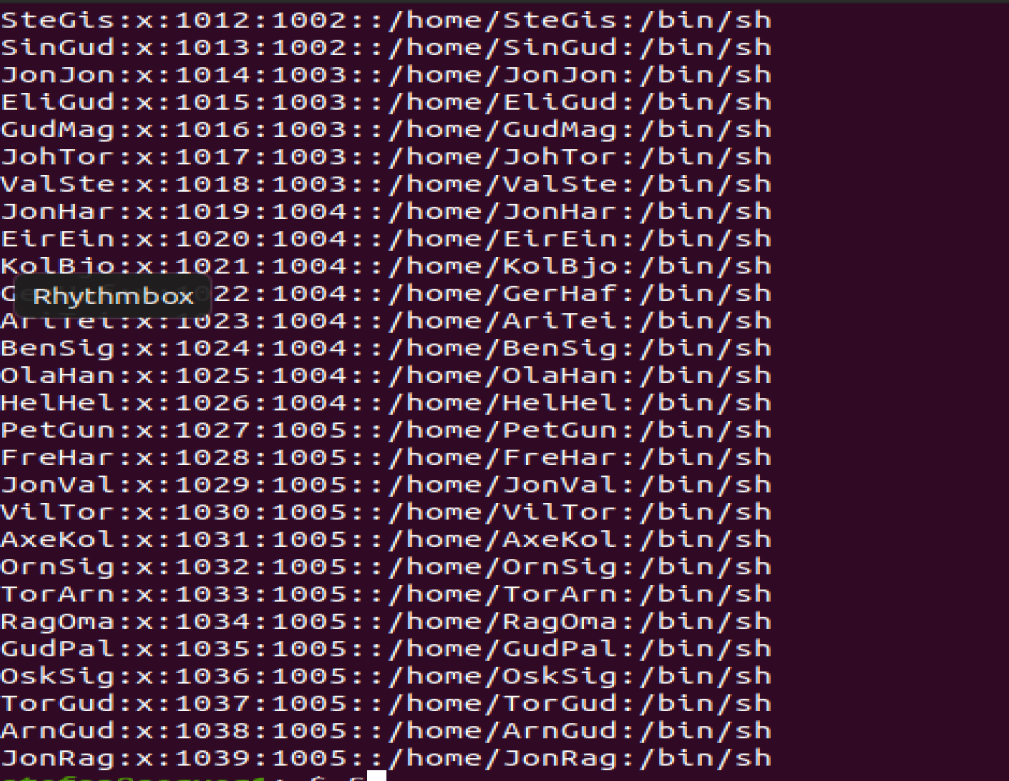 SteGis:x:1012:1002::/home/SteGis:/bin/sh
SinGud:x:1013:1002::/home/SinGud:/bin/sh
JonJon:x:1014:1003::/home/JonJon:/bin/sh
EliGud:x:1015:1003::/home/EliGud:/bin/sh
GudMag:x:1016:1003::/home/GudMag:/bin/sh
JohTor:x:1017:1003::/home/JohTor:/bin/sh
ValSte:x:1018:1003::/home/ValSte:/bin/sh
JonHar:x:1019:1004::/home/JonHar:/bin/sh
EirEin:x:1020:1004::/home/EirEin:/bin/sh
KolBjo:x:1021:1004::/home/KolBjo:/bin/sh
Rhythmbox
22:1004::/home/GerHaf:/bin/sh
AriTei:x:1023:1004::/home/AriTei:/bin/sh
BenSig:x:1024:1004::/home/BenSig:/bin/sh
OlaHan:x:1025:1004::/home/OlaHan:/bin/sh
HelHel:x:1026:1004::/home/HelHel:/bin/sh
PetGun:x:1027:1005::/home/PetGun:/bin/sh
FreHar:x:1028:1005::/home/FreHar:/bin/sh
JonVal:x:1029:1005::/home/JonVal:/bin/sh
VilTor:x:1030:1005::/home/VilTor:/bin/sh
AxeKol:x:1031:1005::/home/AxeKol:/bin/sh
OrnSig:x:1032:1005::/home/OrnSig:/bin/sh
TorArn:x:1033:1005::/home/TorArn:/bin/sh
RagOma:x:1034:1005::/home/RagOma:/bin/sh
GudPal:x:1035:1005::/home/GudPal:/bin/sh
OskSig:x:1036:1005::/home/OskSig:/bin/sh
TorGud:x:1037:1005::/home/TorGud:/bin/sh
ArnGud:x:1038:1005::/home/ArnGud:/bin/sh
JonRag:x:1039:1005::/home/JonRag:/bin/sh